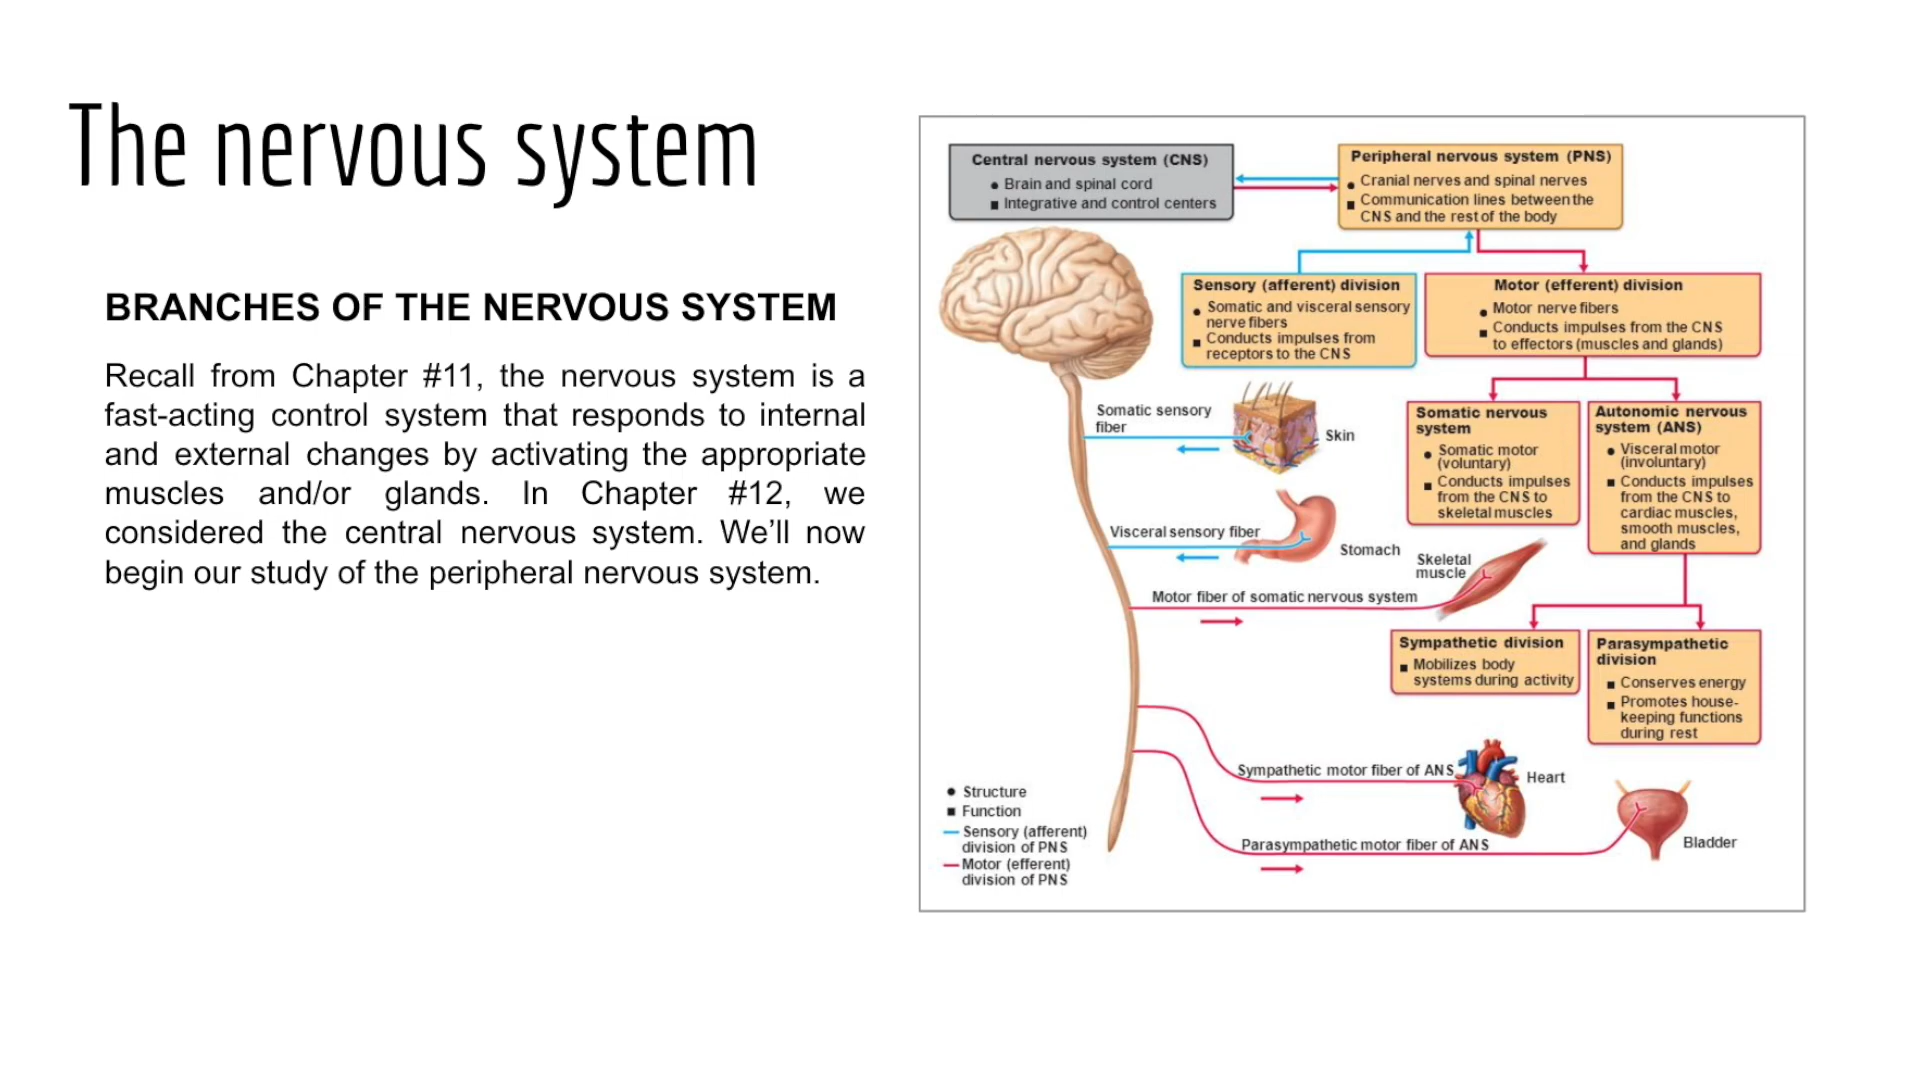 The nervous system
BRANCHES OF THE NERVOUS SYSTEM
Recall from Chapter #11, the nervous system is a
fast-acting control system that responds to internal
and external changes by activating the appropriate
muscles and/or glands. In Chapter #12, we
considered the central nervous system. We’ll now
begin our study of the peripheral nervous system.
Central nervous system (CNS)
● Brain and spinal cord
■ Integrative and control centers
Peripheral nervous system (PNS)
● Cranial nerves and spinal nerves
■ Communication lines between the
CNS and the rest of the body
Sensory (afferent) division
● Somatic and visceral sensory
nerve fibers
■ Conducts impulses from
receptors to the CNS
Motor (efferent) division
● Motor nerve fibers
■ Conducts impulses from the CNS
to effectors (muscles and glands)
Somatic nervous
system
● Somatic motor
(voluntary)
■ Conducts impulses
from the CNS to
skeletal muscles
Autonomic nervous
system (ANS)
● Visceral motor
(involuntary)
■ Conducts impulses
from the CNS to
cardiac muscles,
smooth muscles,
and glands
Somatic sensory
fiber
Skin
Visceral sensory fiber
Stomach
Skeletal
muscle
Motor fiber of somatic nervous system
Sympathetic division
■ Mobilizes body
systems during activity
Parasympathetic
division
■ Conserves energy
■ Promotes house-
keeping functions
during rest
Sympathetic motor fiber of ANS
Heart
Parasympathetic motor fiber of ANS
Bladder
● Structure
■ Function
Sensory (afferent)
division of PNS
Motor (efferent)
division of PNS